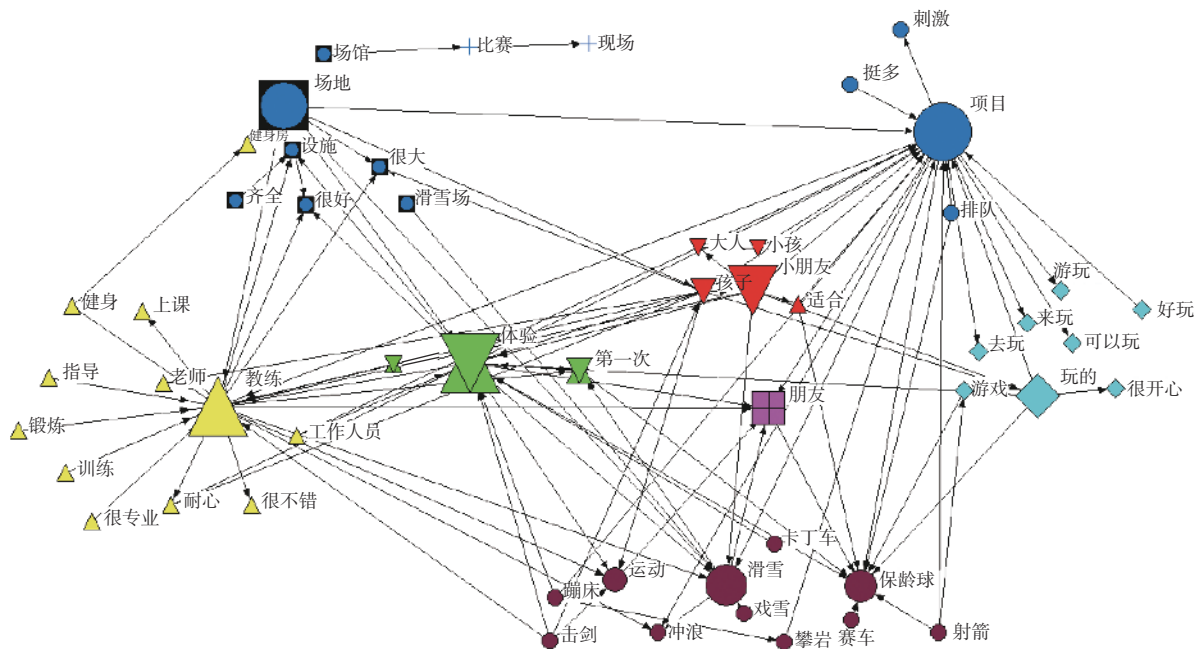 刺激
场馆
比赛
现场
挺多
场地
项目
健身房
设施
很大
齐全
很好
滑雪场
排队
大人
小孩
小朋友
孩子
适合
游玩
好玩
来玩
去玩
可以玩
健身
上课
体验
第一次
指导
老师
教练
朋友
游戏
玩的
很开心
锻炼
工作人员
训练
耐心
很不错
很专业
卡丁车
运动
滑雪
保龄球
蹦床
戏雪
击剑
冲浪
攀岩
赛车
射箭